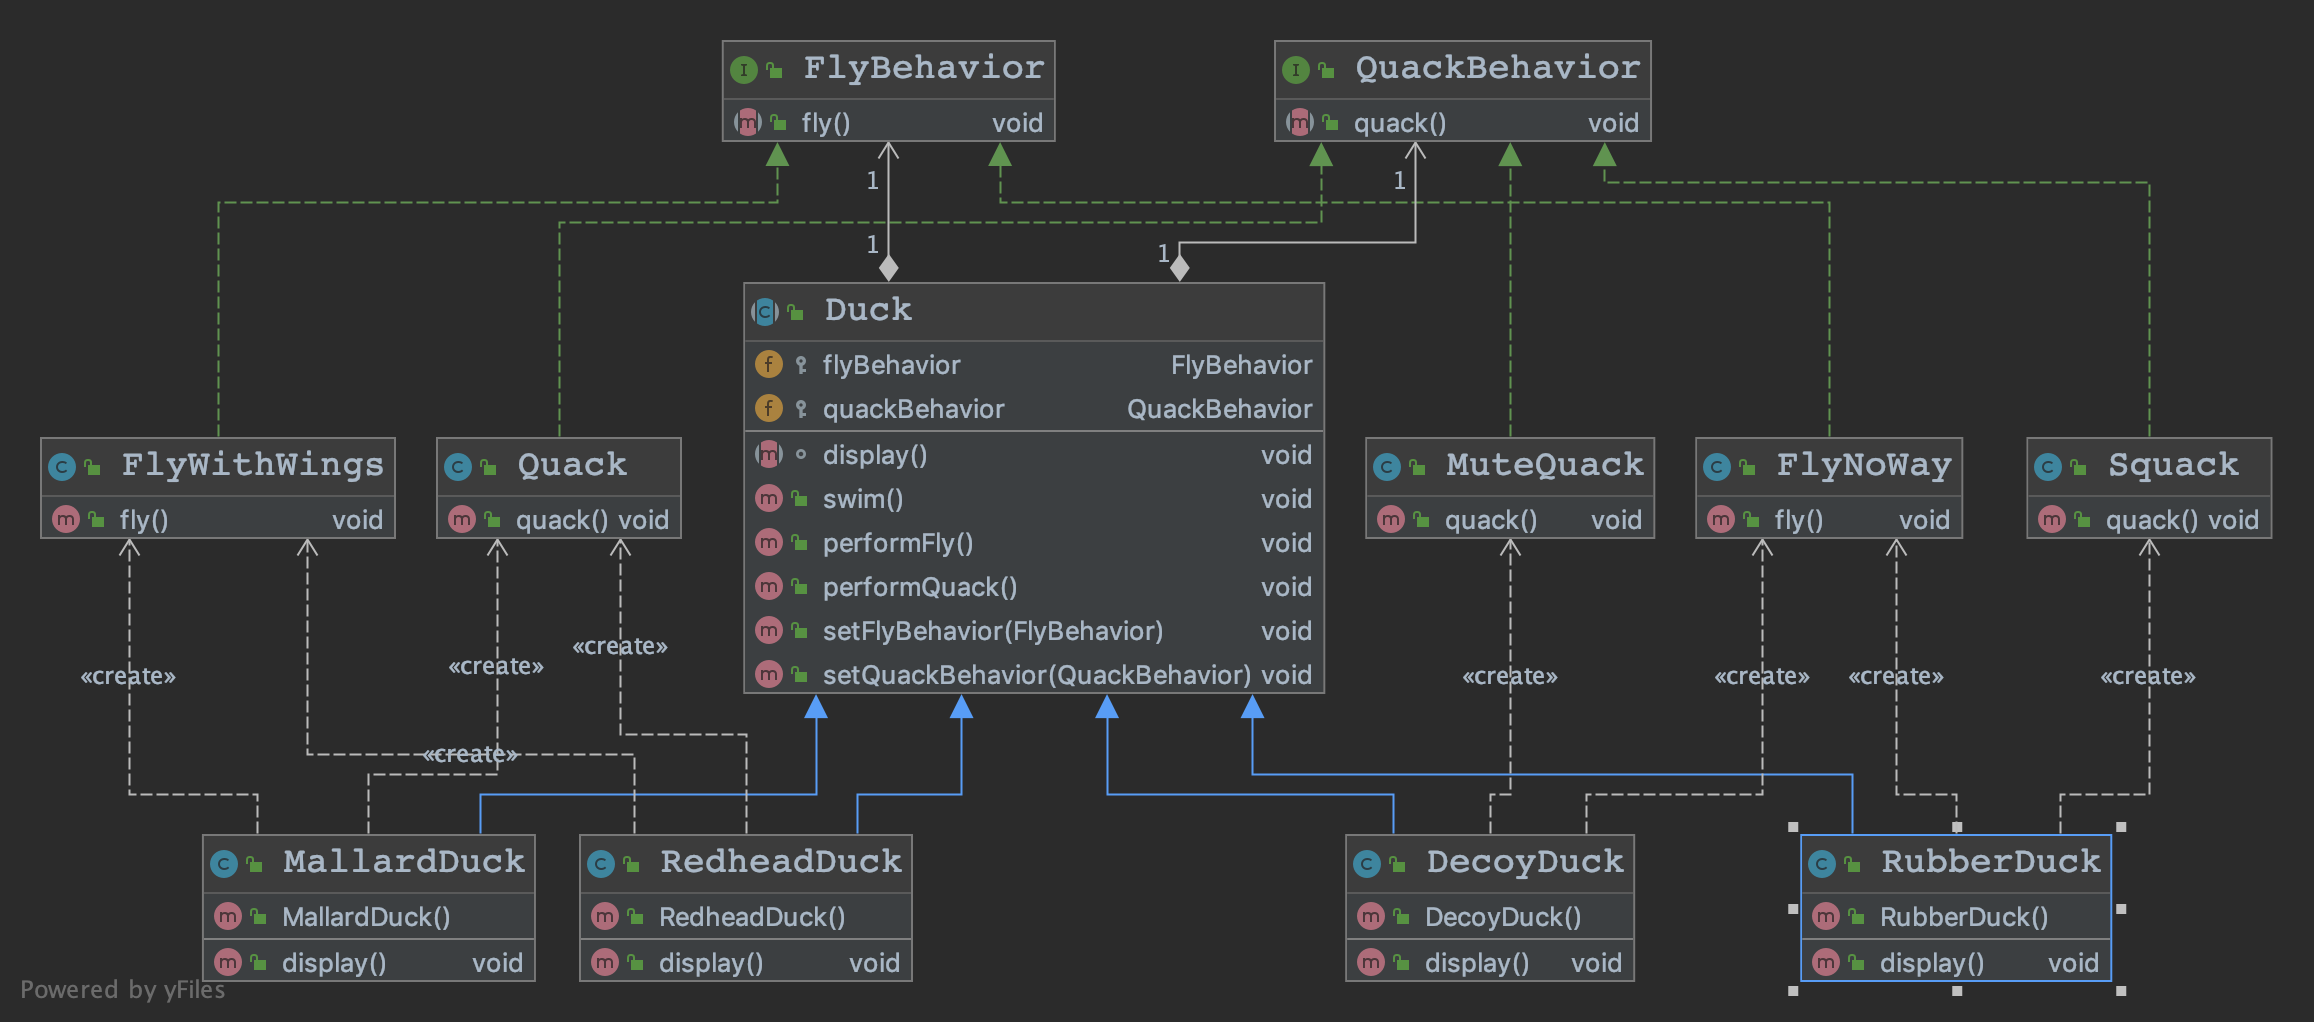 FlyBehavior
fly() void
QuackBehavior
quack() void
1
1
1
1
Duck
flyBehavior FlyBehavior
quackBehavior QuackBehavior
display() void
swim() void
performFly() void
performQuack() void
setFlyBehavior(FlyBehavior) void
setQuackBehavior(QuackBehavior) void
FlyWithWings
fly() void
Quack
quack() void
MuteQuack
quack() void
FlyNoWay
fly() void
Squack
quack() void
«create»
«create»
«create»
«create»
«create»
«create»
«create»
«create»
MallardDuck
MallardDuck()
display() void
RedheadDuck
RedheadDuck()
display() void
DecoyDuck
DecoyDuck()
display() void
RubberDuck
RubberDuck()
display() void
Powered by yFiles